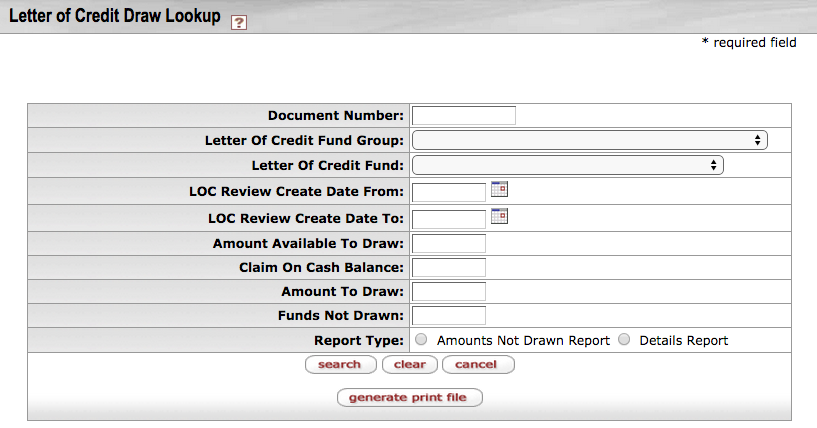 Letter of Credit Draw Lookup ?
* required field
Document Number:
Letter Of Credit Fund Group:
Letter Of Credit Fund:
LOC Review Create Date From:
LOC Review Create Date To:
Amount Available To Draw:
Claim On Cash Balance:
Amount To Draw:
Funds Not Drawn:
Report Type: Amounts Not Drawn Report Details Report
search clear cancel
generate print file